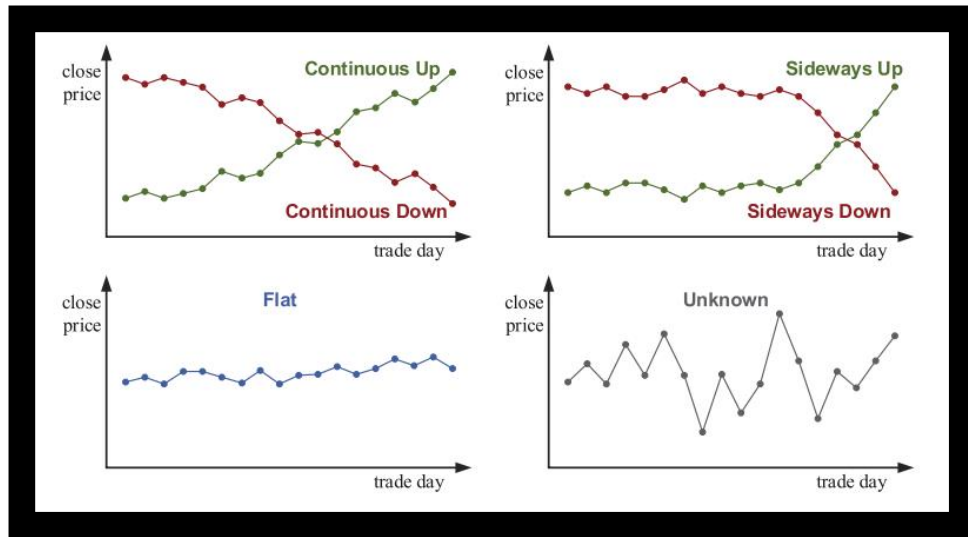 close
price
Continuous Up
Continuous Down
trade day
close
price
Sideways Up
Sideways Down
trade day
close
price
Flat
trade day
close
price
Unknown
trade day